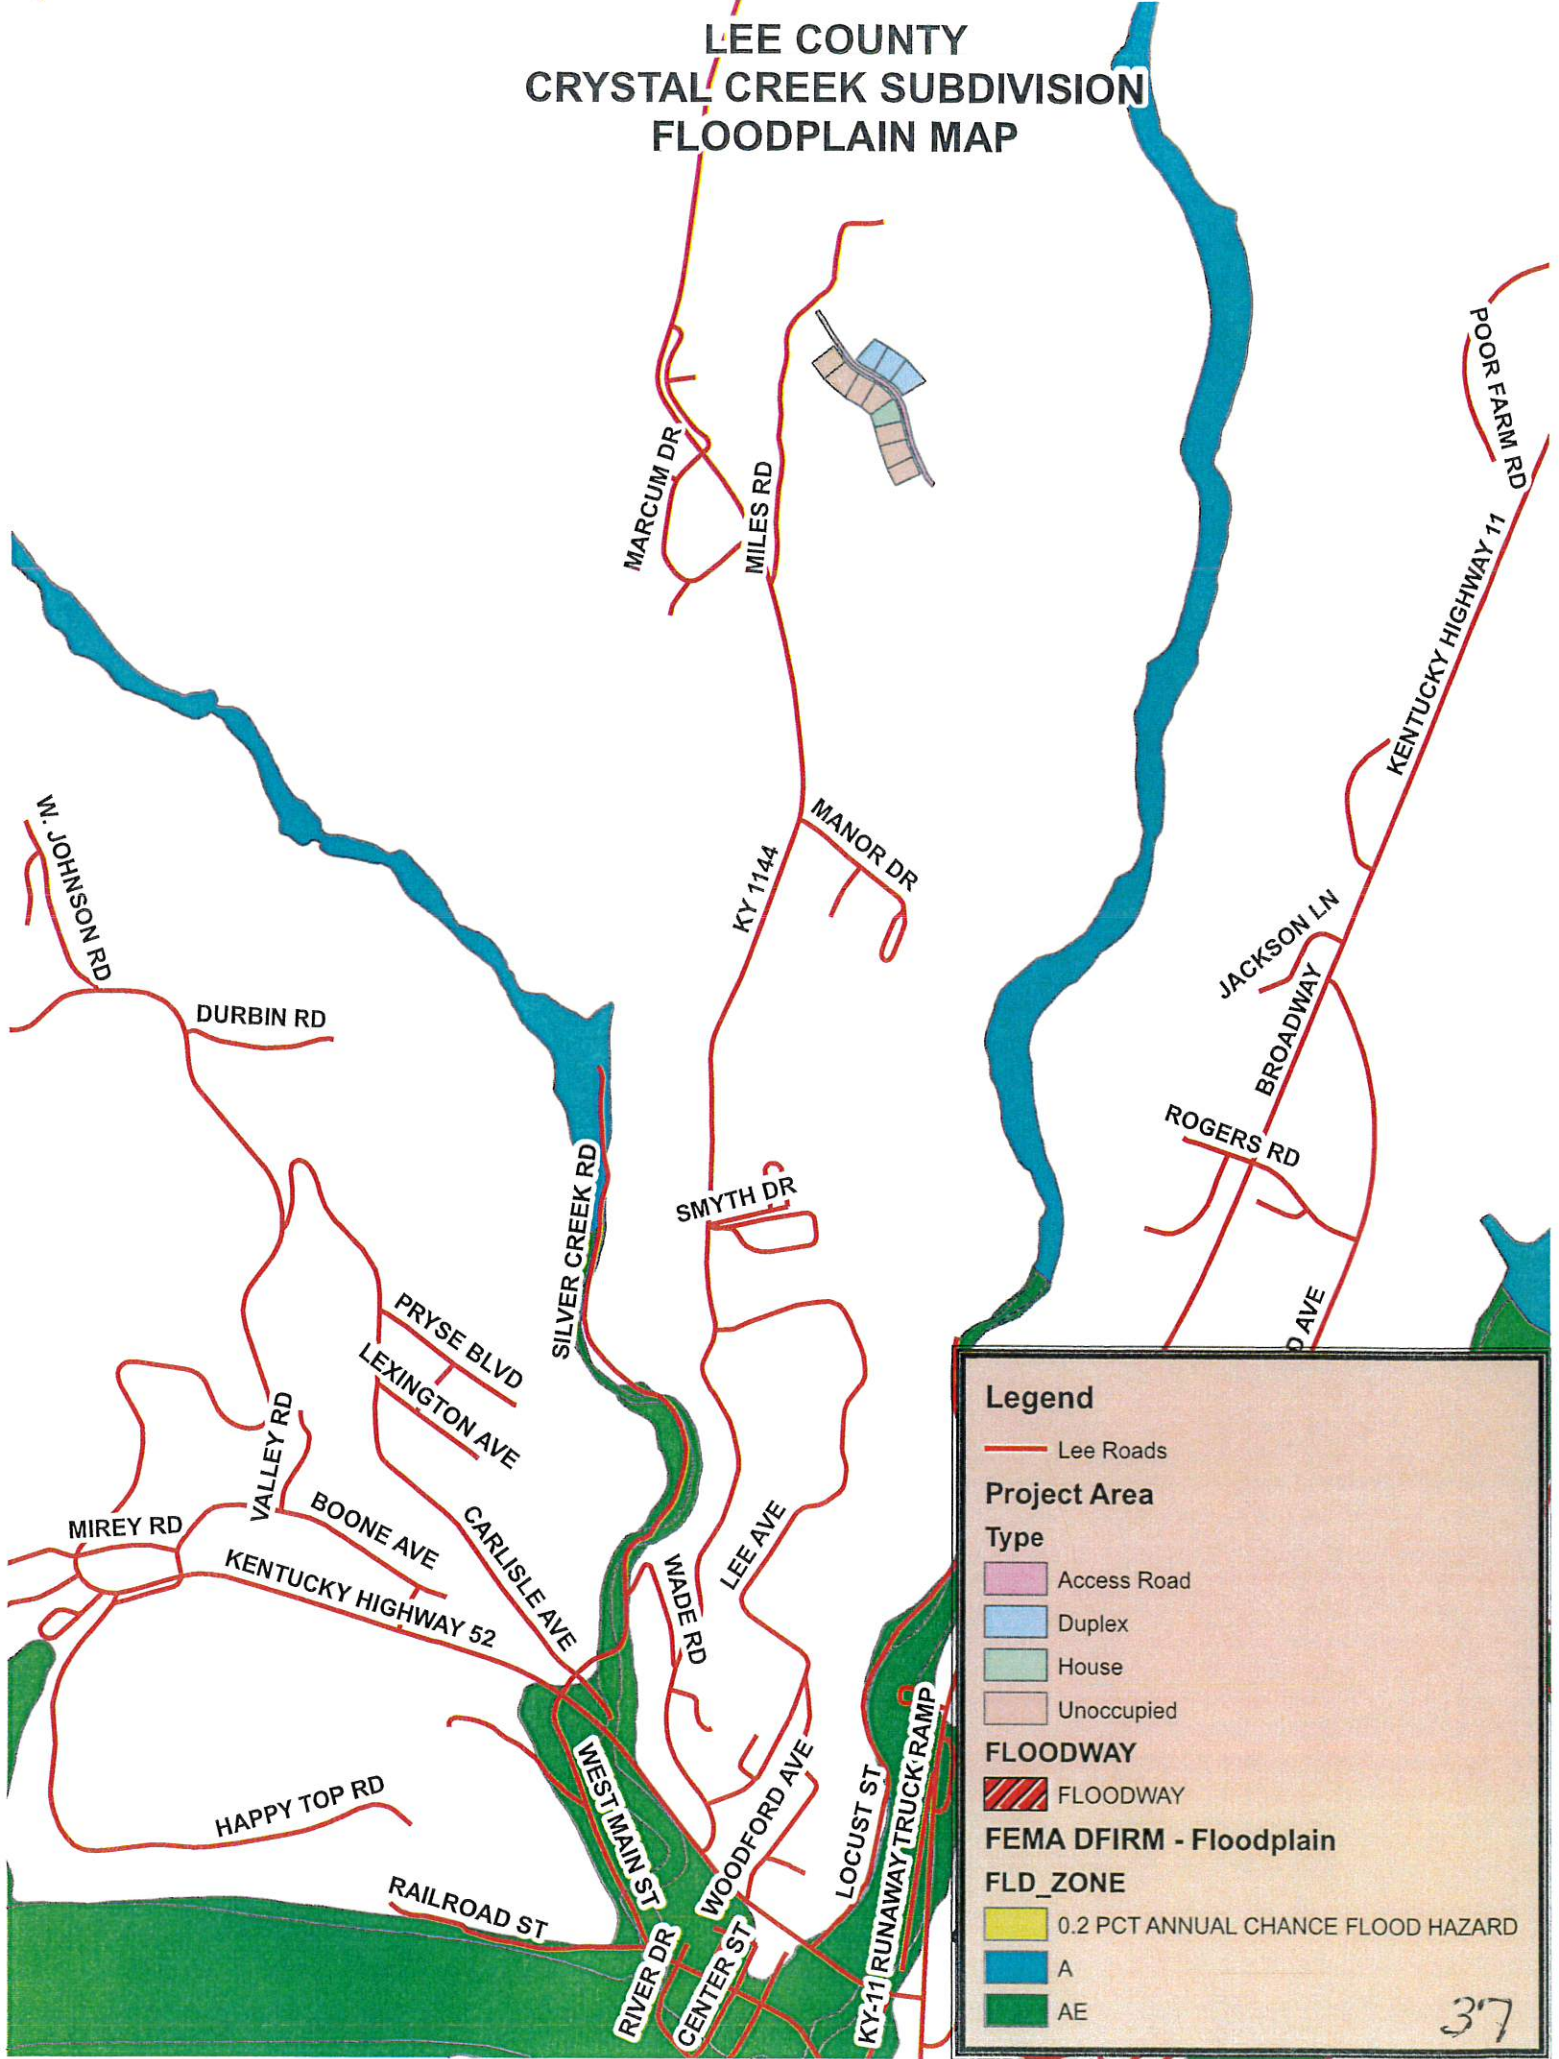 LEE COUNTY
CRYSTAL CREEK SUBDIVISION
FLOODPLAIN MAP
POOR FARM RD
MARCUM DR
MILES RD
KENTUCKY HIGHWAY 11
W. JOHNSON RD
MANOR DR
KY 1144
JACKSON LN
DURBIN RD
BROADWAY
ROGERS RD
SILVER CREEK RD
SMYTH DR
PRYSE BLVD
D AVE
LEXINGTON AVE
VALLEY RD
BOONE AVE
CARLISLE AVE
MIREY RD
KENTUCKY HIGHWAY 52
WADE RD
LEE AVE
HAPPY TOP RD
WEST MAIN ST
WOODFORD AVE
LOCUST ST
KY-11 RUNAWAY TRUCK RAMP
RAILROAD ST
RIVER DR
CENTER ST
Legend
Lee Roads
Project Area
Type
Access Road
Duplex
House
Unoccupied
FLOODWAY
FLOODWAY
FEMA DFIRM - Floodplain
FLD_ZONE
0.2 PCT ANNUAL CHANCE FLOOD HAZARD
A
AE
37